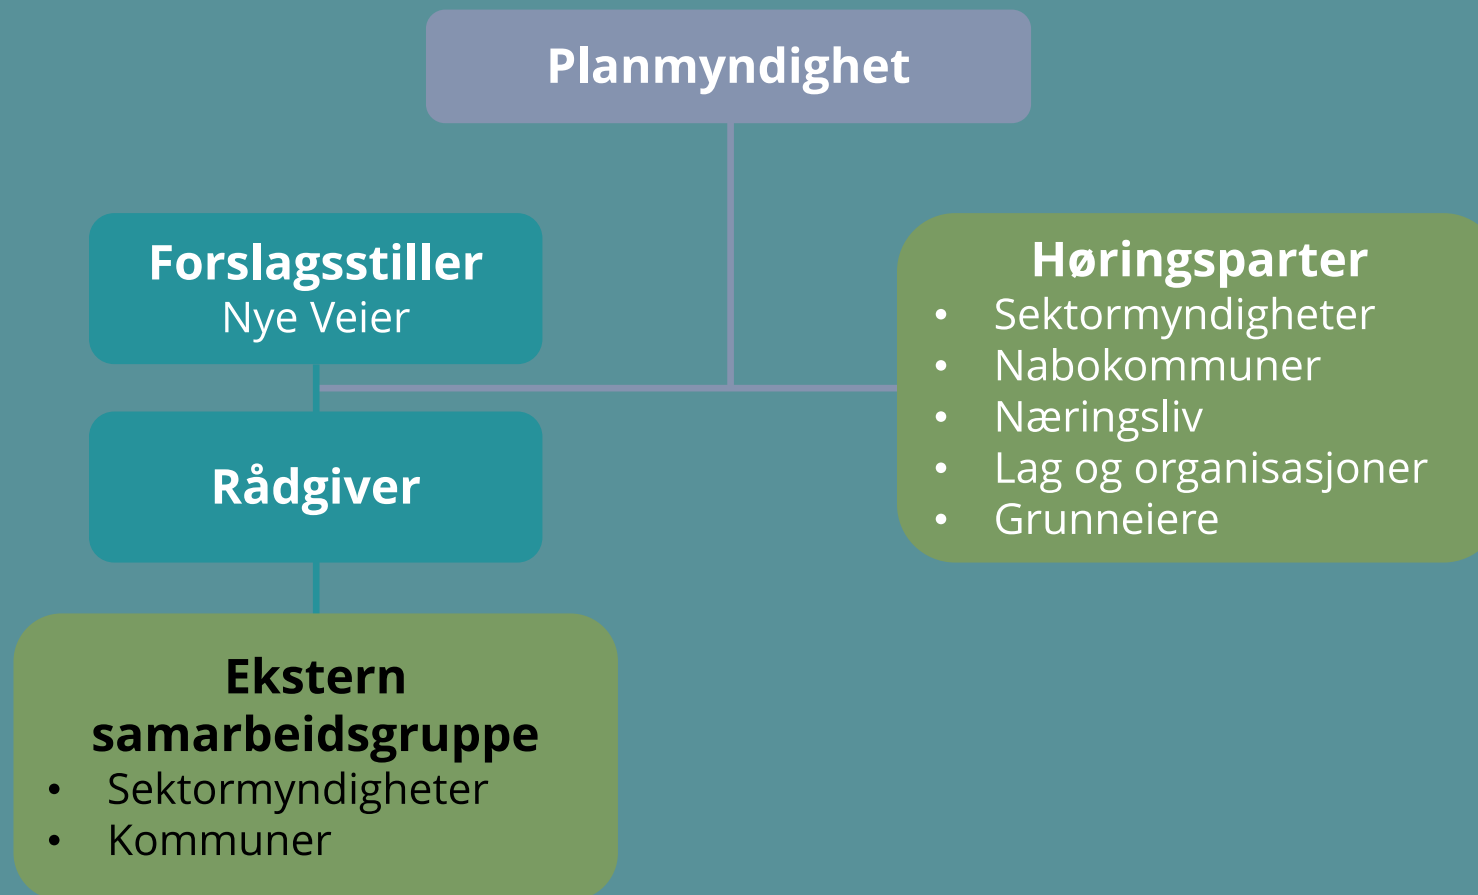 Planmyndighet
Forslagsstiller
Nye Veier
Rådgiver
Ekstern
samarbeidsgruppe
• Sektormyndigheter
• Kommuner
Høringsparter
• Sektormyndigheter
• Nabokommuner
• Næringsliv
• Lag og organisasjoner
• Grunneiere